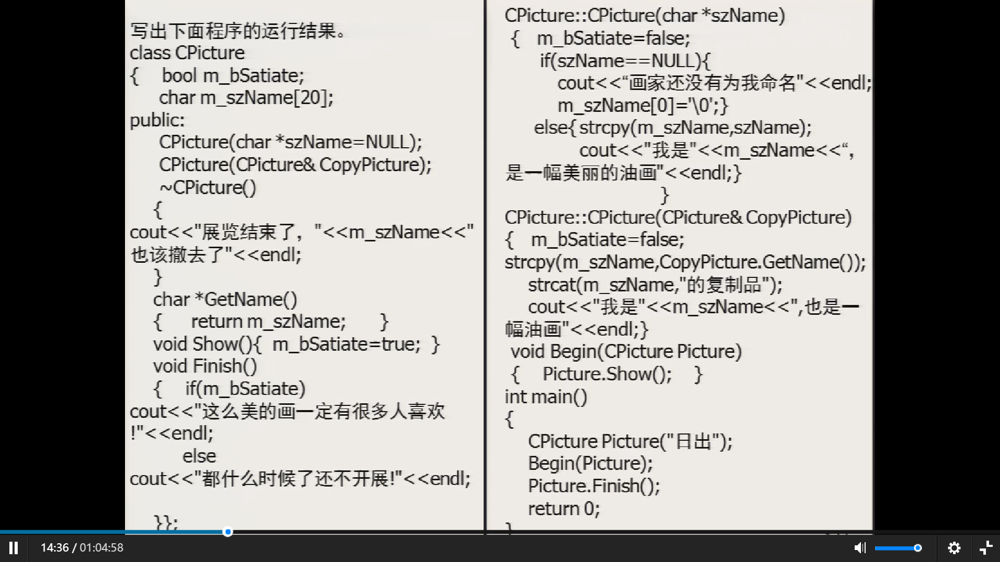 写出下面程序的运行结果。
class CPicture
{ bool m_bSatiate;
char m_szName[20];
public:
CPicture(char *szName=NULL);
CPicture(CPicture& CopyPicture);
~CPicture()
{
cout<<"展览结束了，"<<m_szName<<"
也该撤去了"<<endl;
}
char *GetName()
{ return m_szName; }
void Show(){ m_bSatiate=true; }
void Finish()
{ if(m_bSatiate)
cout<<"这么美的画一定有很多人喜欢
!"<<endl;
else
cout<<"都什么时候了还不开展!"<<endl;
}};
CPicture::CPicture(char *szName)
{ m_bSatiate=false;
if(szName==NULL){
cout<<“画家还没有为我命名"<<endl;
m_szName[0]='\0';}
else{ strcpy(m_szName,szName);
cout<<"我是"<<m_szName<<“，
是一幅美丽的油画"<<endl;}
}
CPicture::CPicture(CPicture& CopyPicture)
{ m_bSatiate=false;
strcpy(m_szName,CopyPicture.GetName());
strcat(m_szName,"的复制品");
cout<<"我是"<<m_szName<<",也是一
幅油画"<<endl;}
void Begin(CPicture Picture)
{ Picture.Show(); }
int main()
{
CPicture Picture("日出");
Begin(Picture);
Picture.Finish();
return 0;
}
14:36 / 01:04:58